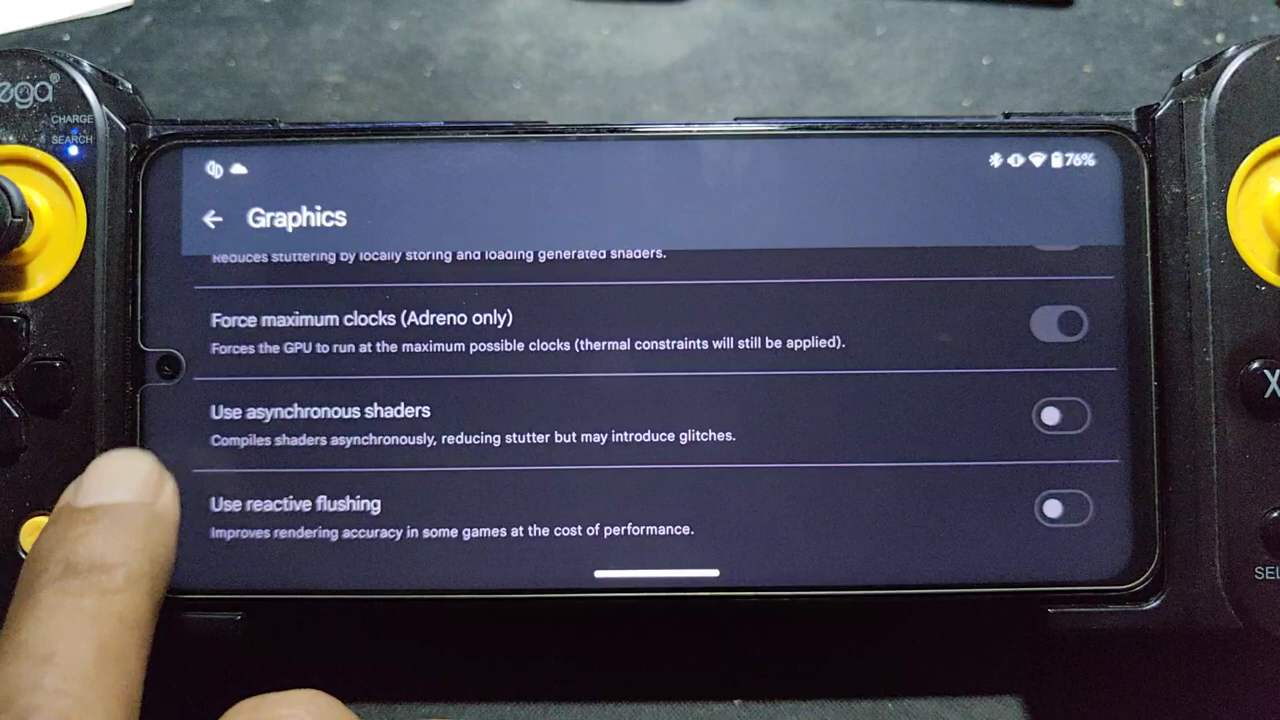 ega®
CHARGE
SEARCH
76%
Graphics
Reduces stuttering by locally storing and loading generated shaders.
Force maximum clocks (Adreno only)
Forces the GPU to run at the maximum possible clocks (thermal constraints will still be applied).
Use asynchronous shaders
Compiles shaders asynchronously, reducing stutter but may introduce glitches.
Use reactive flushing
Improves rendering accuracy in some games at the cost of performance.
X
SEL